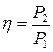 η = P₂/P₁